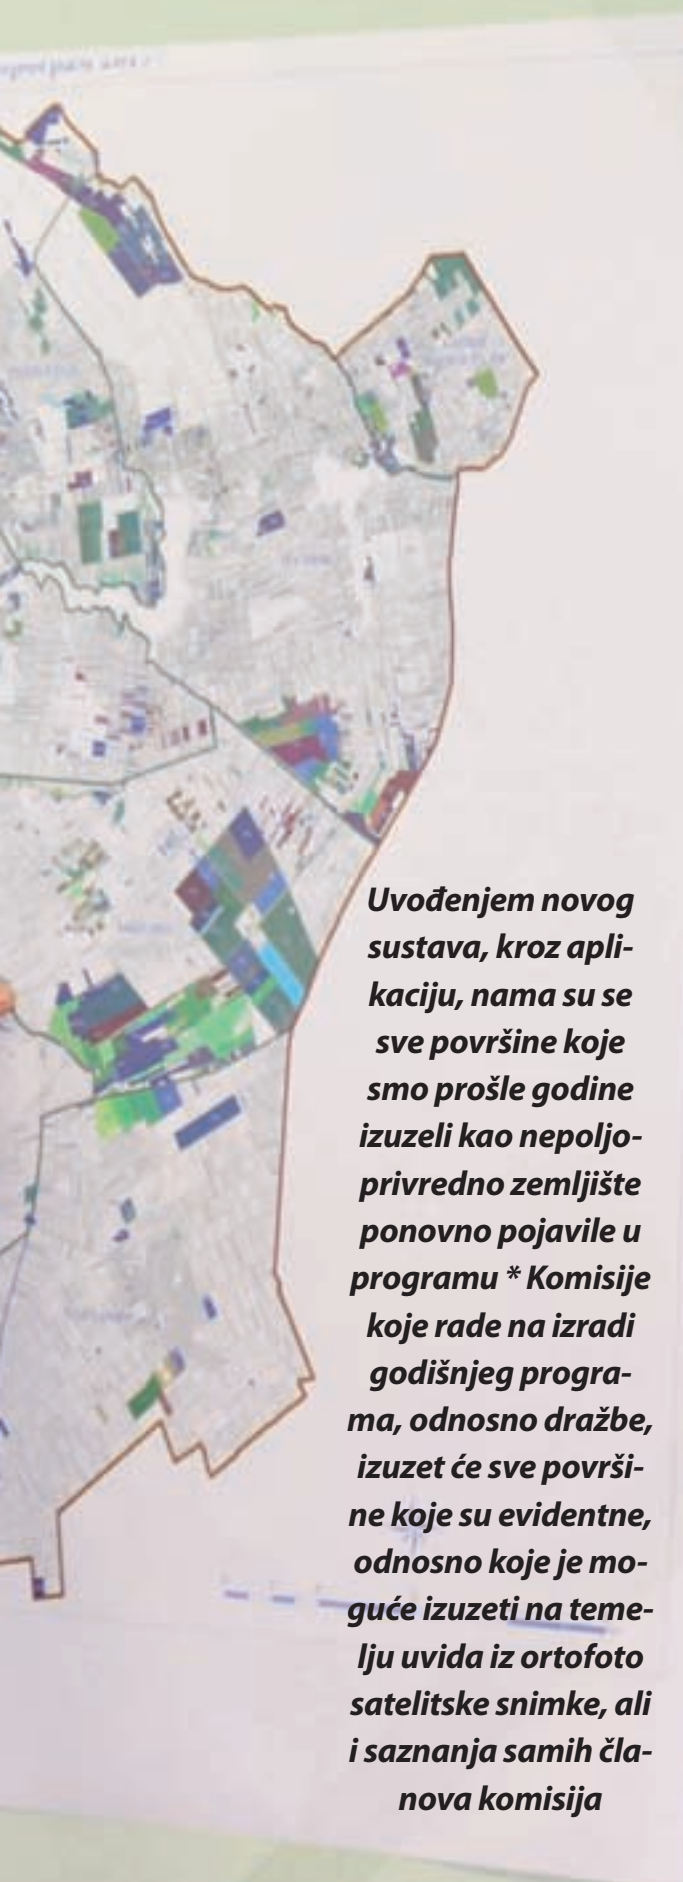 Uvođenjem novog
sustava, kroz apli-
kaciju, nama su se
sve površine koje
smo prošle godine
izuzeli kao nepoljo-
privredno zemljište
ponovno pojavile u
programu * Komisije
koje rade na izradi
godišnjeg progra-
ma, odnosno dražbe,
izuzet će sve površi-
ne koje su evidentne,
odnosno koje je mo-
guće izuzeti na teme-
lju uvida iz ortofoto
satelitske snimke, ali
i saznanja samih čla-
nova komisija